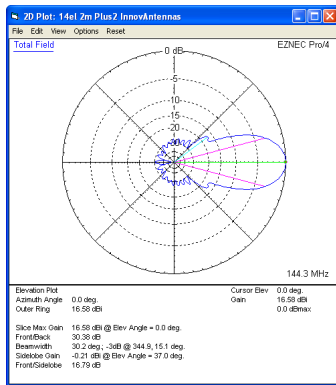 2D Plot: 14el 2m Plus2 InnovAntennas
File Edit View Options Reset
Total Field
0 dB
EZNEC Pro/4
-5
-10
-15
-20
144.3 MHz
Elevation Plot
Azimuth Angle 0.0 deg.
Outer Ring 16.58 dBi
Cursor Elev 0.0 deg.
Gain 16.58 dBi
0.0 dBmax
Slice Max Gain 16.58 dBi @ Elev Angle = 0.0 deg.
Front/Back 30.38 dB
Beamwidth 30.2 deg.; -3dB @ 344.9, 15.1 deg.
Sidelobe Gain -0.21 dBi @ Elev Angle = 37.0 deg.
Front/Sidelobe 16.79 dB